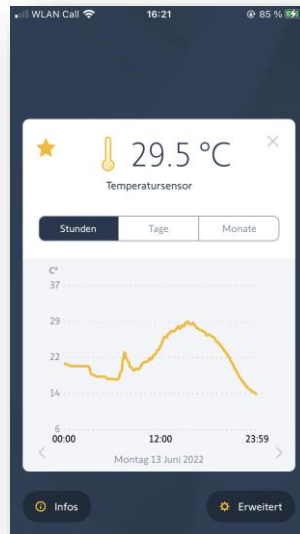 WLAN Call 16:21 85 %
29.5 °C
Temperatursensor
Stunden Tage Monate
C°
37
29
22
14
6
00:00 12:00 23:59
Montag 13 Juni 2022
Infos Erweitert